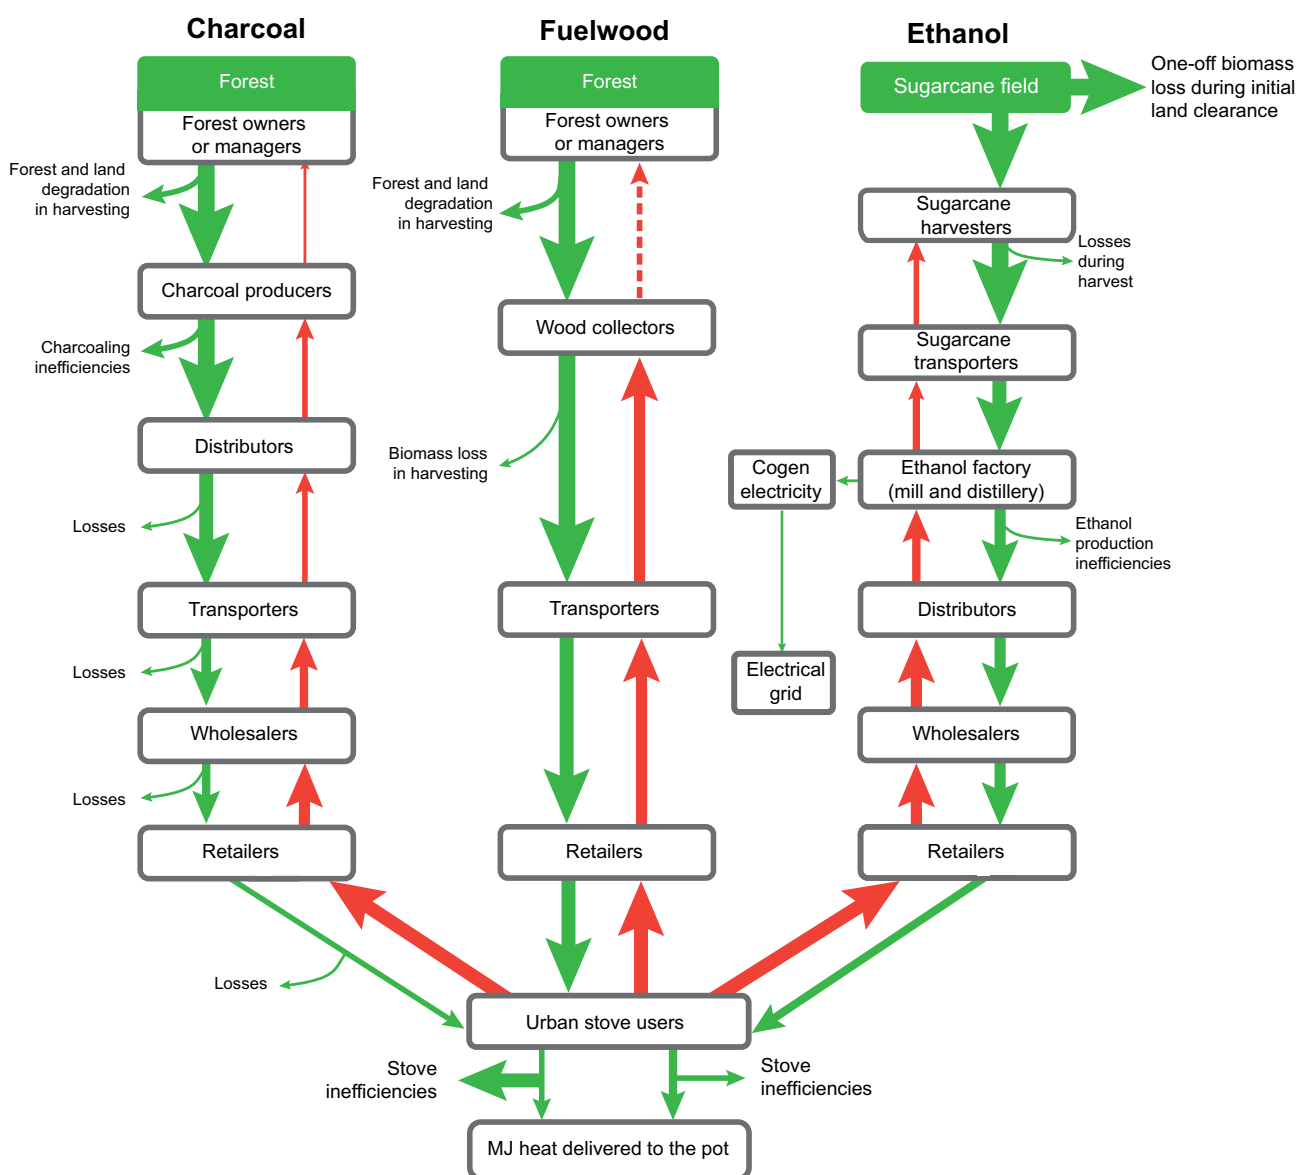 Charcoal
Forest
Forest owners
or managers
Forest and land
degradation
in harvesting
Charcoal producers
Charcoaling
inefficiencies
Distributors
Losses
Transporters
Losses
Wholesalers
Losses
Retailers
Losses
Fuelwood
Forest
Forest owners
or managers
Forest and land
degradation
in harvesting
Wood collectors
Biomass loss
in harvesting
Transporters
Retailers
Ethanol
Sugarcane field
One-off biomass
loss during initial
land clearance
Sugarcane
harvesters
Losses
during
harvest
Sugarcane
transporters
Cogen
electricity
Ethanol factory
(mill and distillery)
Ethanol
production
inefficiencies
Distributors
Electrical
grid
Wholesalers
Retailers
Urban stove users
Stove
inefficiencies
Stove
inefficiencies
MJ heat delivered to the pot